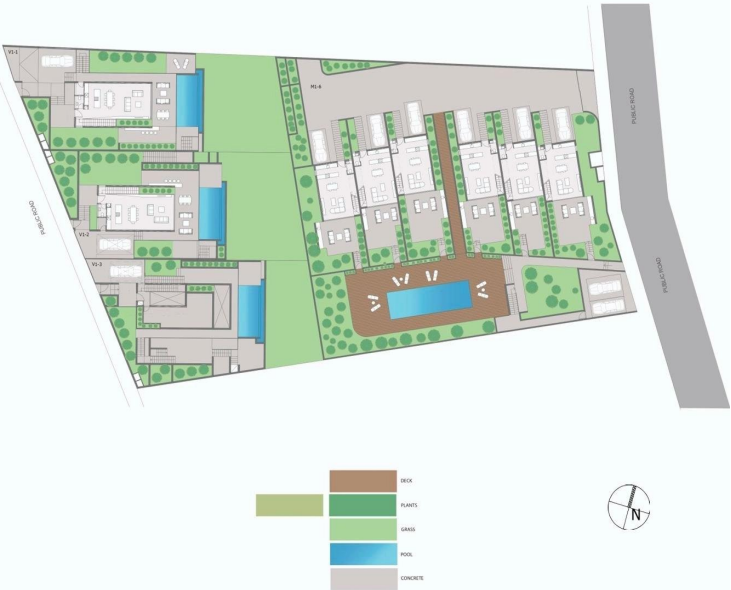 V1-1
M1-6
PUBLIC ROAD
PUBLIC ROAD
V1-2
V1-3
PUBLIC ROAD
DECK
PLANTS
GRASS
POOL
CONCRETE
N